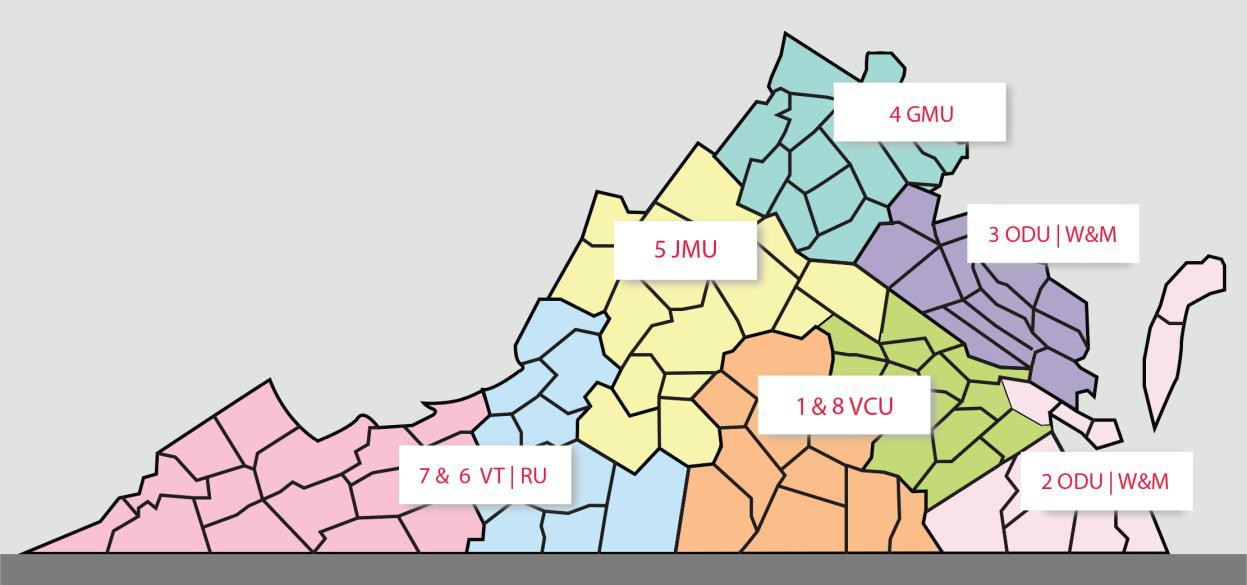 4 GMU
3 ODU | W&M
5 JMU
1 & 8 VCU
7 & 6 VT | RU
2 ODU | W&M